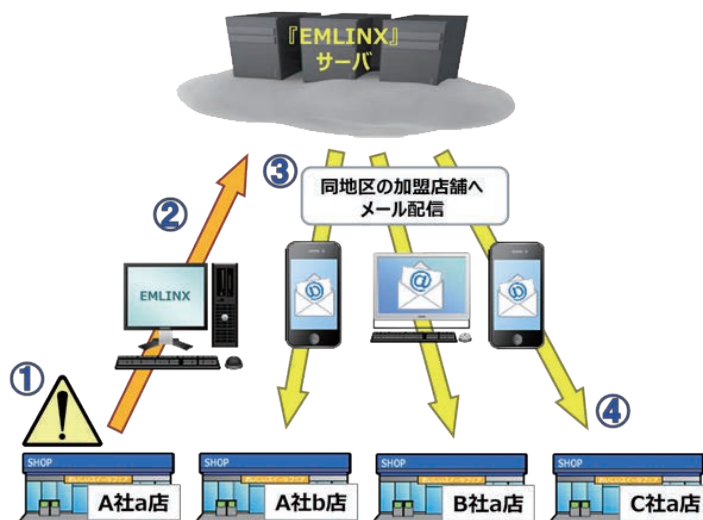 『EMLINX』
サーバ
③
同地区の加盟店舗へ
メール配信
②
EMLINX
@
①
④
SHOP
A社a店
SHOP
A社b店
SHOP
B社a店
SHOP
C社a店